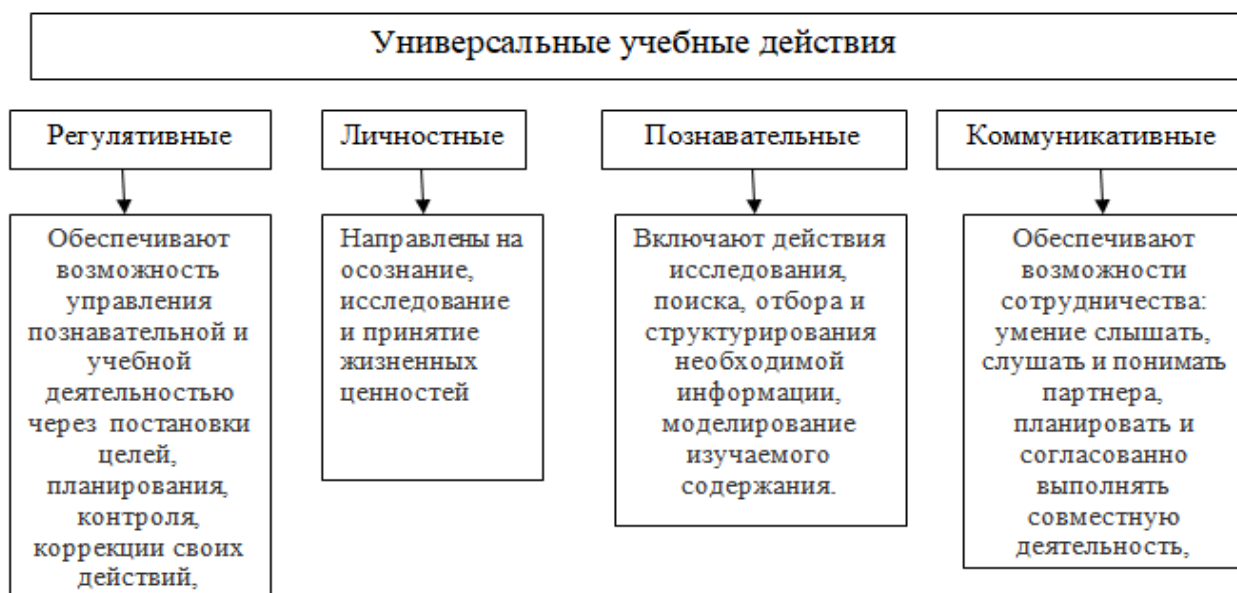 Универсальные учебные действия
Регулятивные
Личностные
Познавательные
Коммуникативные
Обеспечивают
возможность
управления
познавательной и
учебной
деятельностью
через постановки
целей,
планирования,
контроля,
коррекции своих
действий,
Направлены на
осознание,
исследование
и принятие
жизненных
ценностей
Включают действия
исследования,
поиска, отбора и
структурирования
необходимой
информации,
моделирование
изучаемого
содержания.
Обеспечивают
возможности
сотрудничества:
умение слышать,
слушать и понимать
партнера,
планировать и
согласованно
выполнять
совместную
деятельность,